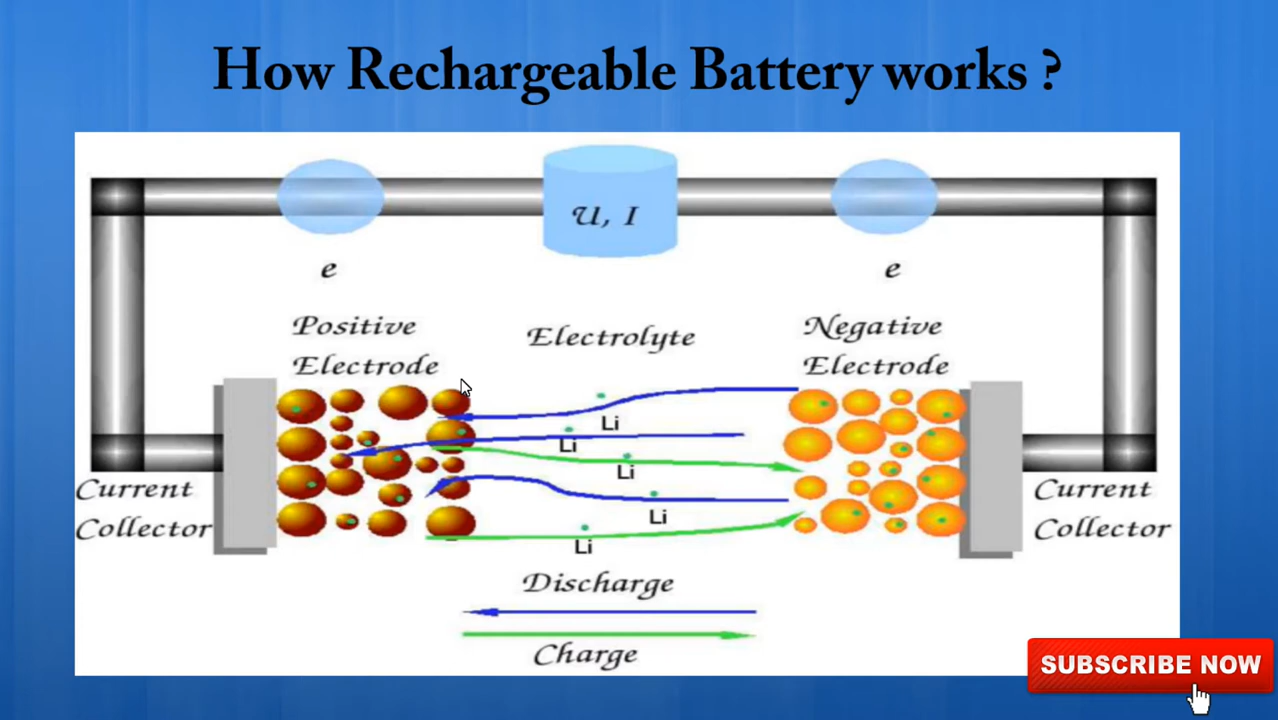 How Rechargeable Battery works ?
U, I
e
e
Positive
Electrode
Electrolyte
Negative
Electrode
Li
Li
Li
Li
Li
Current
Collector
Current
Collector
Discharge
Charge
SUBSCRIBE NOW